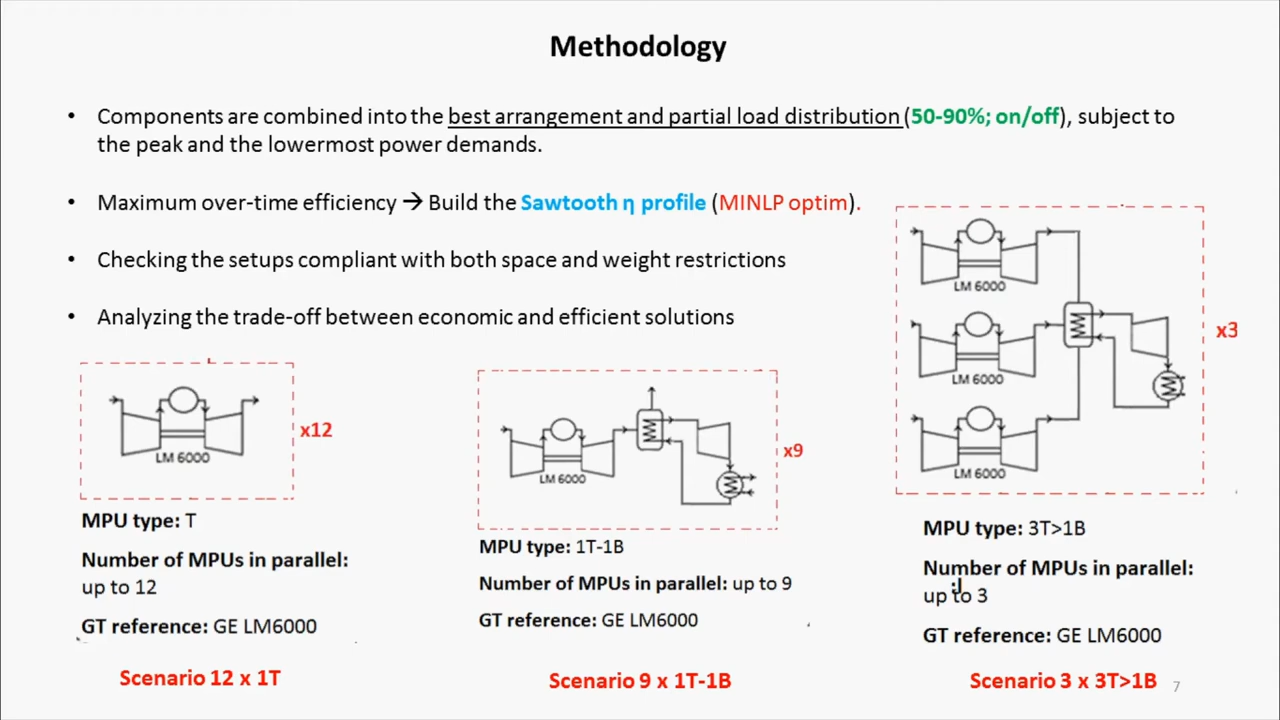 Methodology
• Components are combined into the best arrangement and partial load distribution (50-90%; on/off), subject to
the peak and the lowermost power demands.
• Maximum over-time efficiency → Build the Sawtooth η profile (MINLP optim).
• Checking the setups compliant with both space and weight restrictions
• Analyzing the trade-off between economic and efficient solutions
LM 6000
x12
MPU type: T
Number of MPUs in parallel:
up to 12
GT reference: GE LM6000
Scenario 12 x 1T
LM 6000
x9
MPU type: 1T-1B
Number of MPUs in parallel: up to 9
GT reference: GE LM6000
Scenario 9 x 1T-1B
LM 6000
LM 6000
LM 6000
x3
MPU type: 3T>1B
Number of MPUs in parallel:
up to 3
GT reference: GE LM6000
Scenario 3 x 3T>1B
7